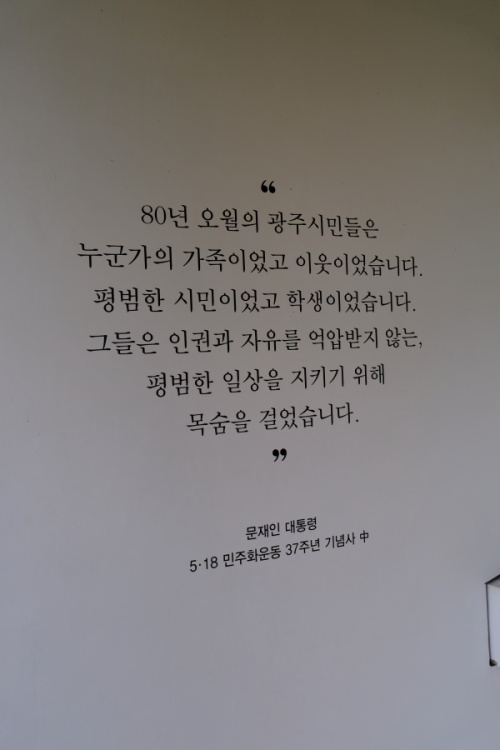 “
80년 오월의 광주시민들은
누군가의 가족이었고 이웃이었습니다.
평범한 시민이었고 학생이었습니다.
그들은 인권과 자유를 억압받지 않는,
평범한 일상을 지키기 위해
목숨을 걸었습니다.
”
문재인 대통령
5·18 민주화운동 37주년 기념사 中